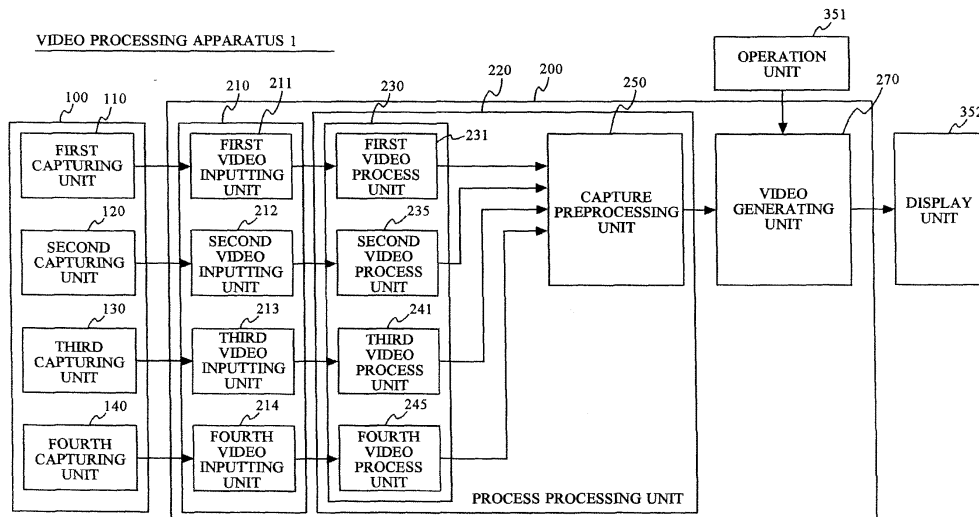 VIDEO PROCESSING APPARATUS 1
351
OPERATION
UNIT
100
110
210
211
230
220
200
250
270
352
FIRST
CAPTURING
UNIT
FIRST
VIDEO
INPUTTING
UNIT
FIRST VIDEO
PROCESS UNIT
231
120
SECOND
CAPTURING
UNIT
212
SECOND
VIDEO
INPUTTING
UNIT
235
SECOND
VIDEO
PROCESS
UNIT
CAPTURE
PREPROCESSING
UNIT
VIDEO
GENERATING
UNIT
DISPLAY
UNIT
130
THIRD
CAPTURING
UNIT
213
THIRD
VIDEO
INPUTTING
UNIT
241
THIRD
VIDEO
PROCESS
UNIT
140
FOURTH
CAPTURING
UNIT
214
FOURTH
VIDEO
INPUTTING
UNIT
245
FOURTH
VIDEO
PROCESS
UNIT
PROCESS PROCESSING UNIT